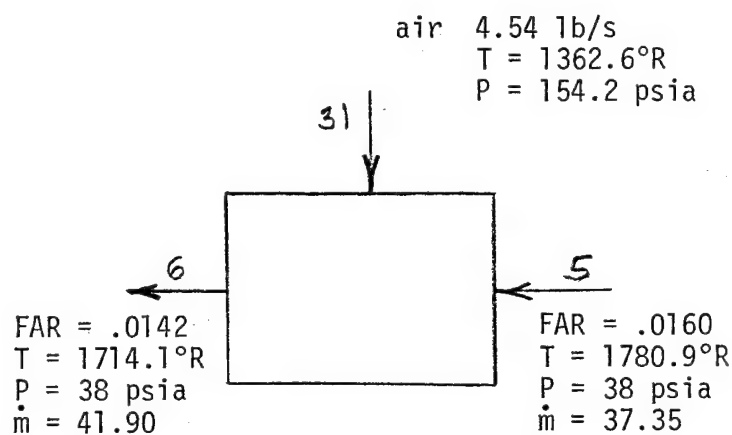 air 4.54 lb/s
T = 1362.6°R
P = 154.2 psia
31
6
5
FAR = .0142
T = 1714.1°R
P = 38 psia
ṁ = 41.90
FAR = .0160
T = 1780.9°R
P = 38 psia
ṁ = 37.35